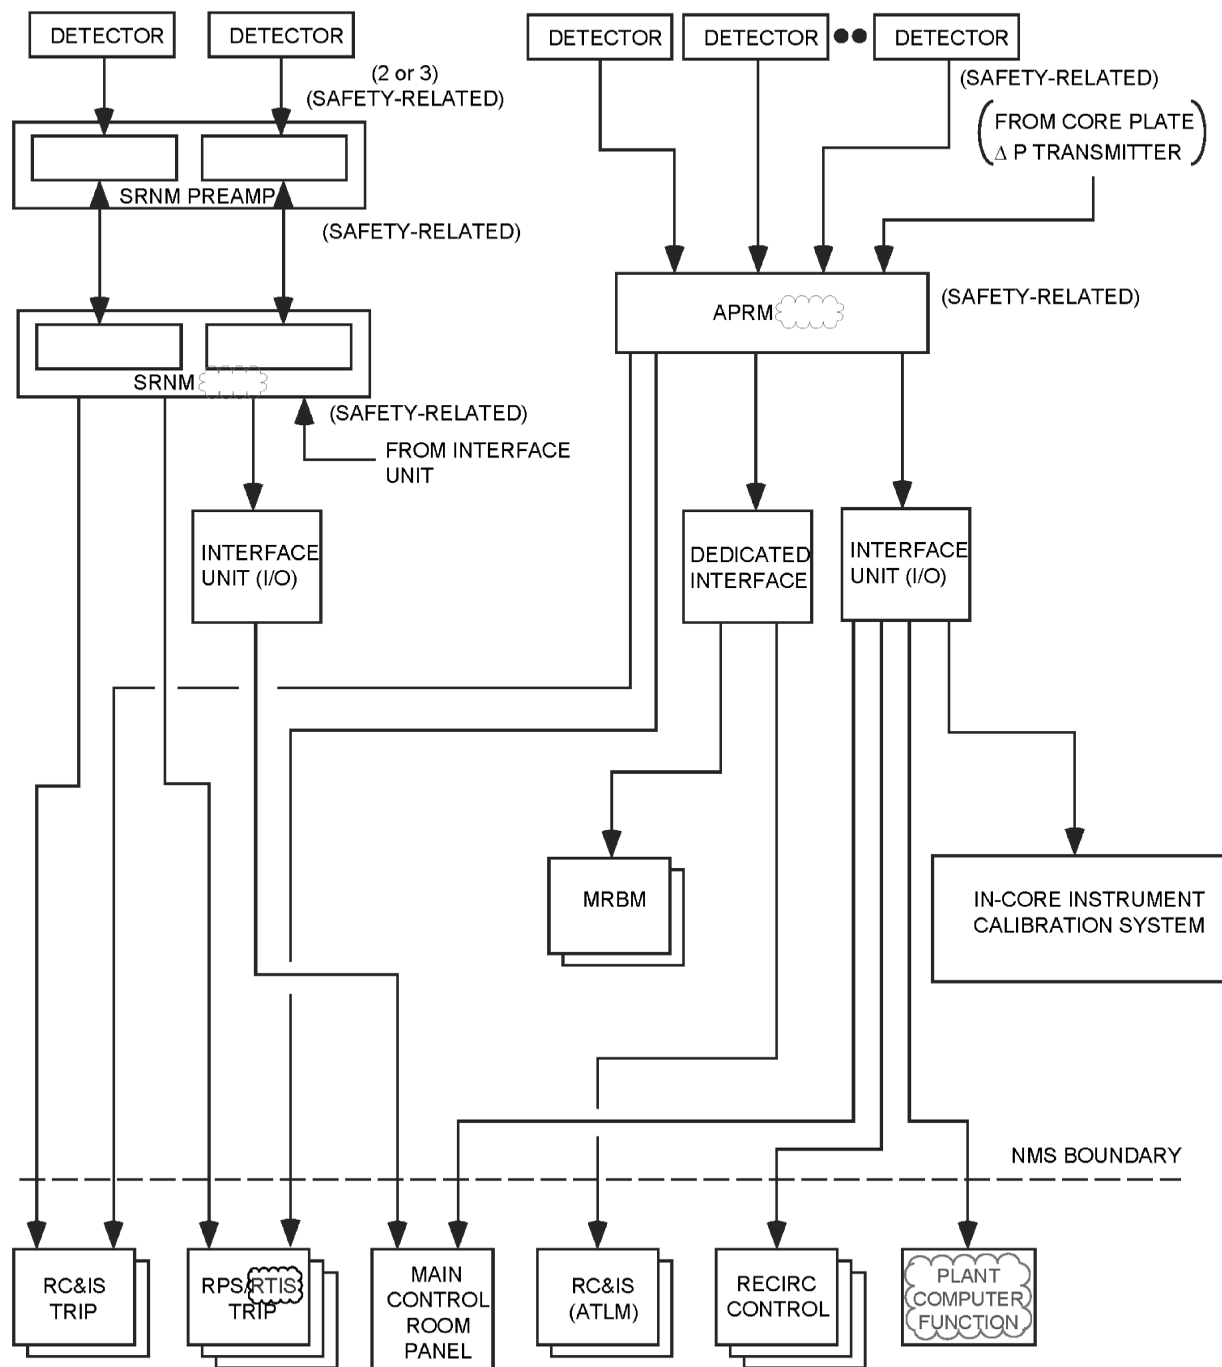 DETECTOR
DETECTOR
DETECTOR
DETECTOR
DETECTOR
(2 or 3)
(SAFETY-RELATED)
(SAFETY-RELATED)
(FROM CORE PLATE
Δ P TRANSMITTER)
SRNM PREAMP
(SAFETY-RELATED)
APRM
(SAFETY-RELATED)
SRNM
(SAFETY-RELATED)
FROM INTERFACE
UNIT
INTERFACE
UNIT (I/O)
DEDICATED
INTERFACE
INTERFACE
UNIT (I/O)
MRBM
IN-CORE INSTRUMENT
CALIBRATION SYSTEM
NMS BOUNDARY
RC&IS
TRIP
RPS/RTIS
TRIP
MAIN
CONTROL
ROOM
PANEL
RC&IS
(ATLM)
RECIRC
CONTROL
PLANT
COMPUTER
FUNCTION